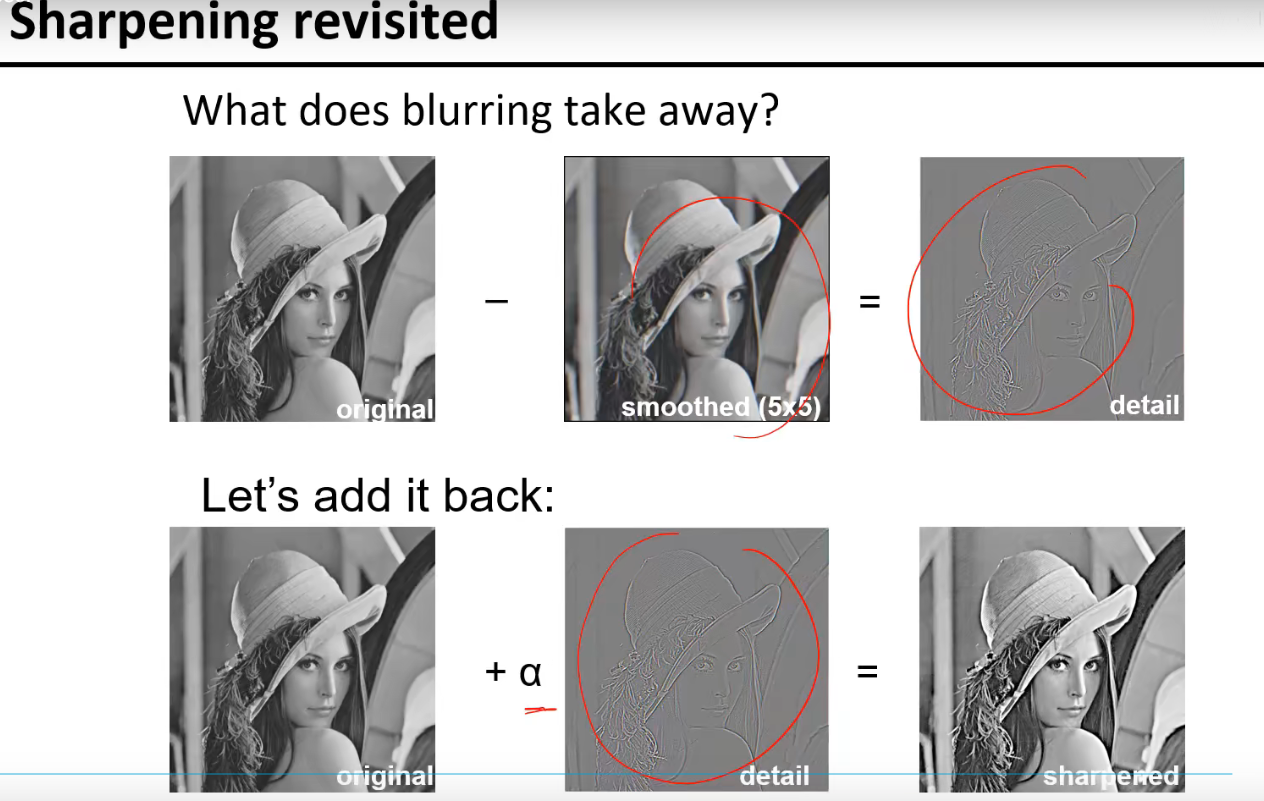 Sharpening revisited
What does blurring take away?
−
=
original
smoothed (5x5)
detail
Let’s add it back:
+ α
=
original
detail
sharpened